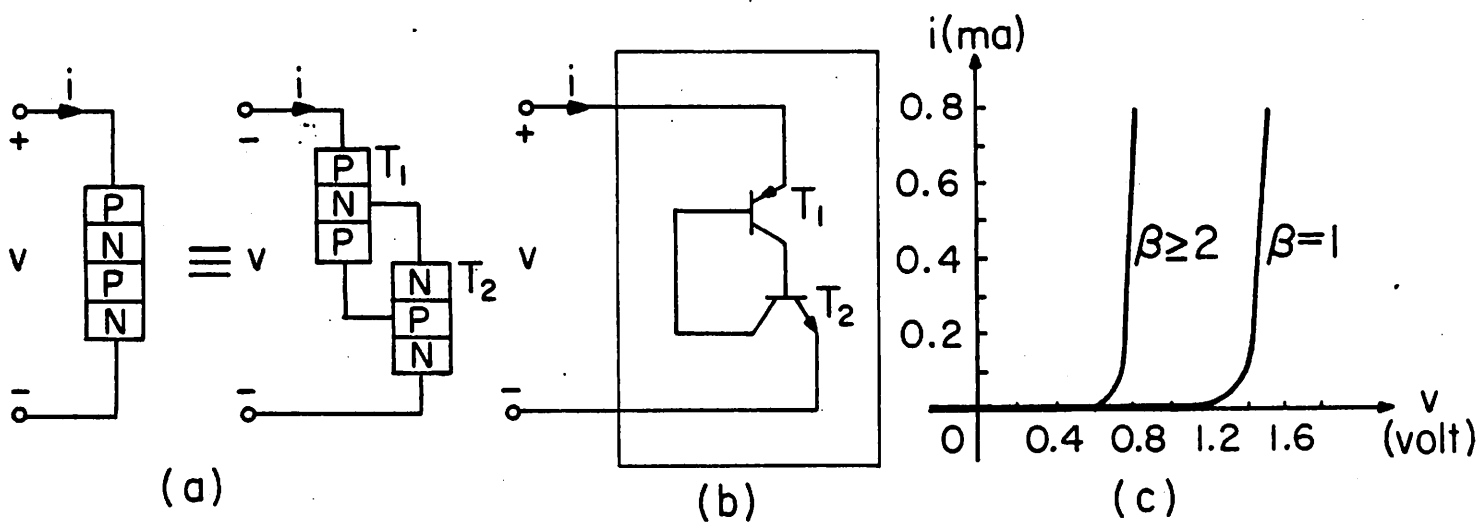 i
+
P
N
P
N
v
-
≡
i
-
P
N
P
T1
N
P
N
T2
v
-
(a)
i
+
v
-
T1
T2
(b)
i(ma)
0.8
0.6
0.4
0.2
β≥2
β=1
0 0.4 0.8 1.2 1.6
v
(volt)
(c)